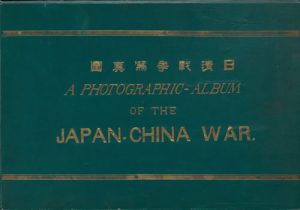 日清戰爭寫眞圖
A PHOTOGRAPHIC-ALBUM
OF THE
JAPAN-CHINA WAR.